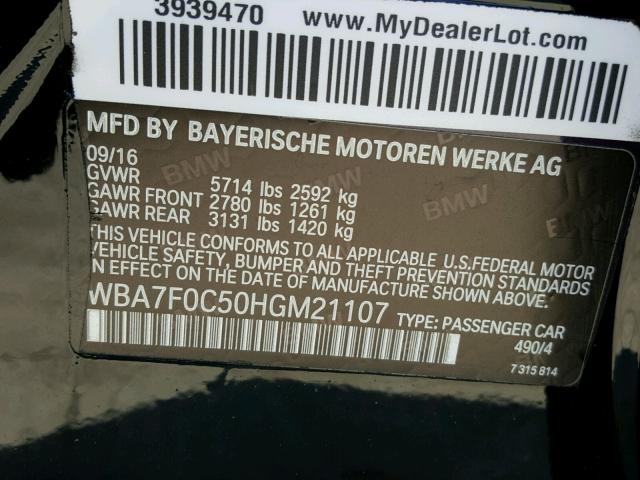 3939470 www.MyDealerLot.com
MFD BY BAYERISCHE MOTOREN WERKE AG
09/16
GVWR 5714 lbs 2592 kg
GAWR FRONT 2780 lbs 1261 kg
GAWR REAR 3131 lbs 1420 kg
THIS VEHICLE CONFORMS TO ALL APPLICABLE U.S.FEDERAL MOTOR
VEHICLE SAFETY, BUMPER AND THEFT PREVENTION STANDARDS
IN EFFECT ON THE DATE OF MANUFACTURE SHOWN ABOVE.
WBA7F0C50HGM21107 TYPE: PASSENGER CAR
490/4
7 315 814